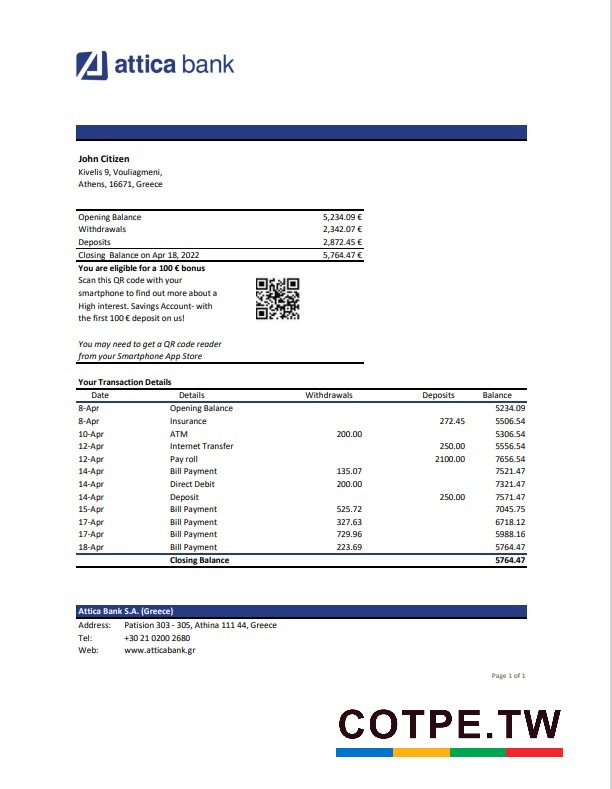 attica bank
John Citizen
Kivelis 9, Vouliagmeni,
Athens, 16671, Greece
Opening Balance 5,234.09 €
Withdrawals 2,342.07 €
Deposits 2,872.45 €
Closing Balance on Apr 18, 2022 5,764.47 €
You are eligible for a 100 € bonus
Scan this QR code with your
smartphone to find out more about a
High interest. Savings Account- with
the first 100 € deposit on us!
You may need to get a QR code reader
from your Smartphone App Store
Your Transaction Details
Date Details Withdrawals Deposits Balance
8-Apr Opening Balance 5234.09
8-Apr Insurance 272.45 5506.54
10-Apr ATM 200.00 5306.54
12-Apr Internet Transfer 250.00 5556.54
12-Apr Pay roll 2100.00 7656.54
14-Apr Bill Payment 135.07 7521.47
14-Apr Direct Debit 200.00 7321.47
14-Apr Deposit 250.00 7571.47
15-Apr Bill Payment 525.72 7045.75
17-Apr Bill Payment 327.63 6718.12
17-Apr Bill Payment 729.96 5988.16
18-Apr Bill Payment 223.69 5764.47
Closing Balance 5764.47
Attica Bank S.A. (Greece)
Address: Patision 303 - 305, Athina 111 44, Greece
Tel: +30 21 0200 2680
Web: www.atticabank.gr
Page 1 of 1
COTPE.TW